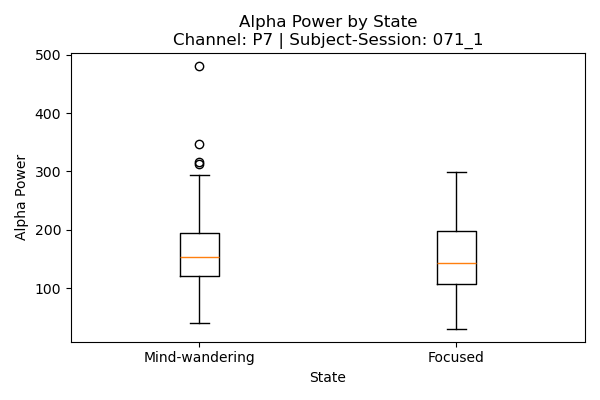 Alpha Power by State
Channel: P7 | Subject-Session: 071_1
500
400
300
200
100
Alpha Power
Mind-wandering
Focused
State